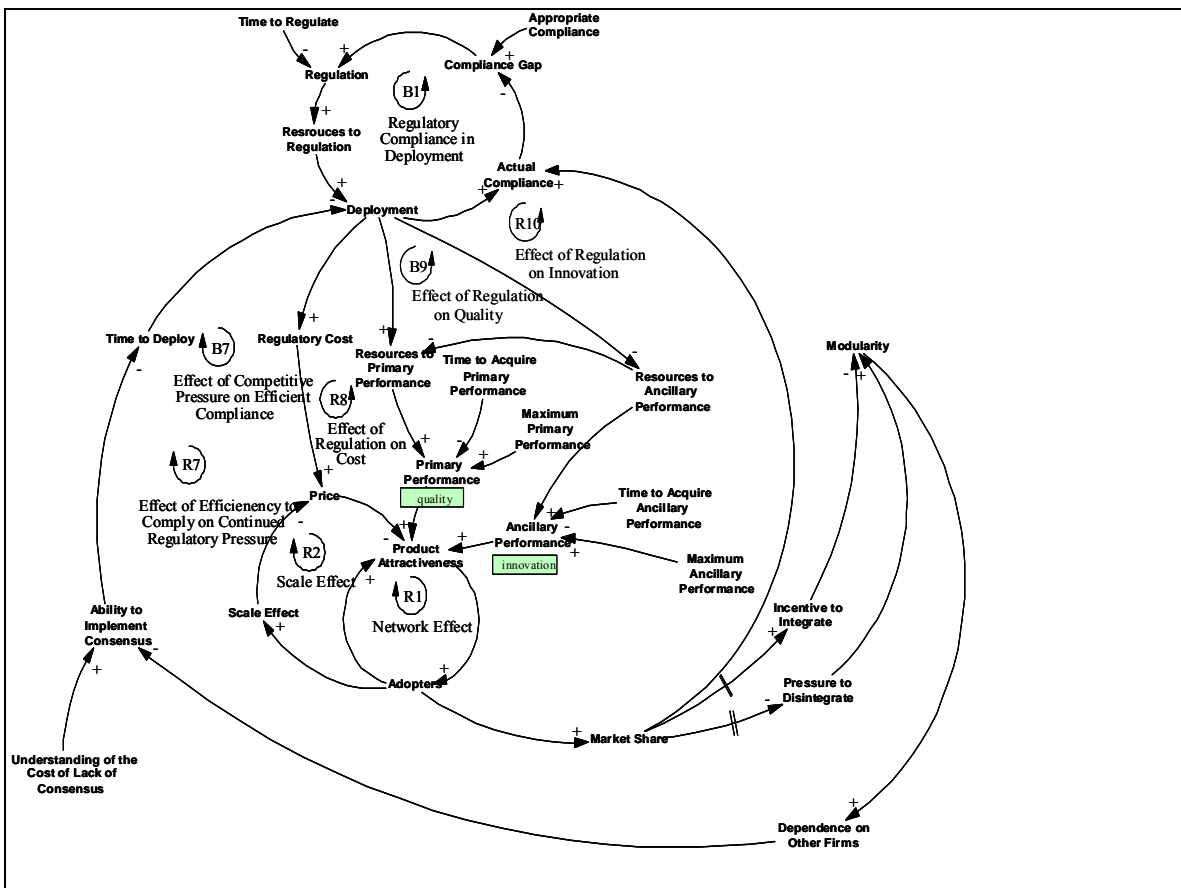 Time to Regulate
Appropriate
Compliance
-
+
+
Regulation
Compliance Gap
B1
-
+
Regulatory
Compliance in
Deployment
Resrouces to
Regulation
Actual
Compliance
+
+
+
-
Deployment
R10
Effect of Regulation
on Innovation
B9
Effect of Regulation
on Quality
+
+
-
-
Time to Deploy
-
B7
Regulatory Cost
Effect of Competitive
Pressure on Efficient
Compliance
Resources to
Primary
Performance
Time to Acquire
Primary
Performance
Resources to
Ancillary
Performance
Modularity
-
+
R8
Effect of
Regulation on
Cost
Maximum
Primary
Performance
+
-
+
R7
Effect of Efficienency to
Comply on Continued
Regulatory Pressure
+
Price
-
Primary
Performance
quality
+
-
Time to Acquire
Ancillary
Performance
+
-
+
Ancillary
Performance
innovation
+
Product
Attractiveness
Maximum
Ancillary
Performance
R2
Scale Effect
+
R1
Network Effect
Ability to
Implement
Consensus
-
+
Scale Effect
+
Incentive to
Integrate
+
Pressure to
Disintegrate
-
+
Adopters
+
Market Share
Understanding of the
Cost of Lack of
Consensus
+
Dependence on
Other Firms